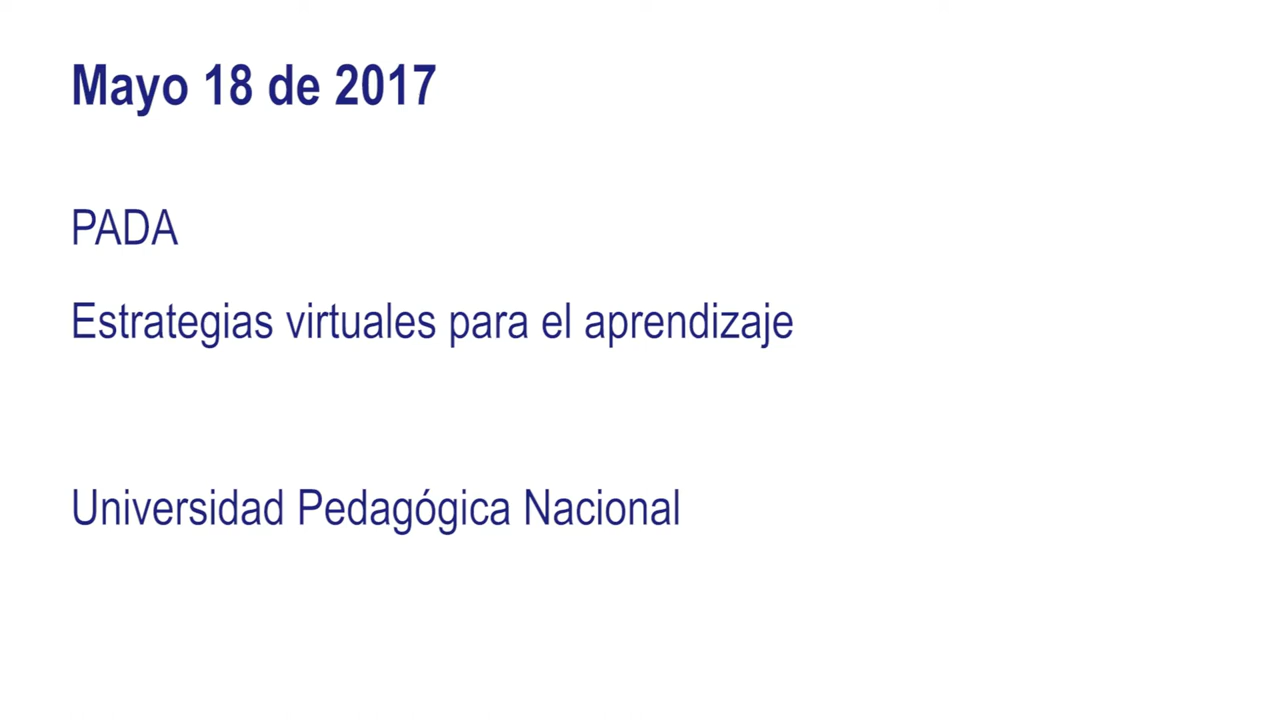 Mayo 18 de 2017
PADA
Estrategias virtuales para el aprendizaje
Universidad Pedagógica Nacional